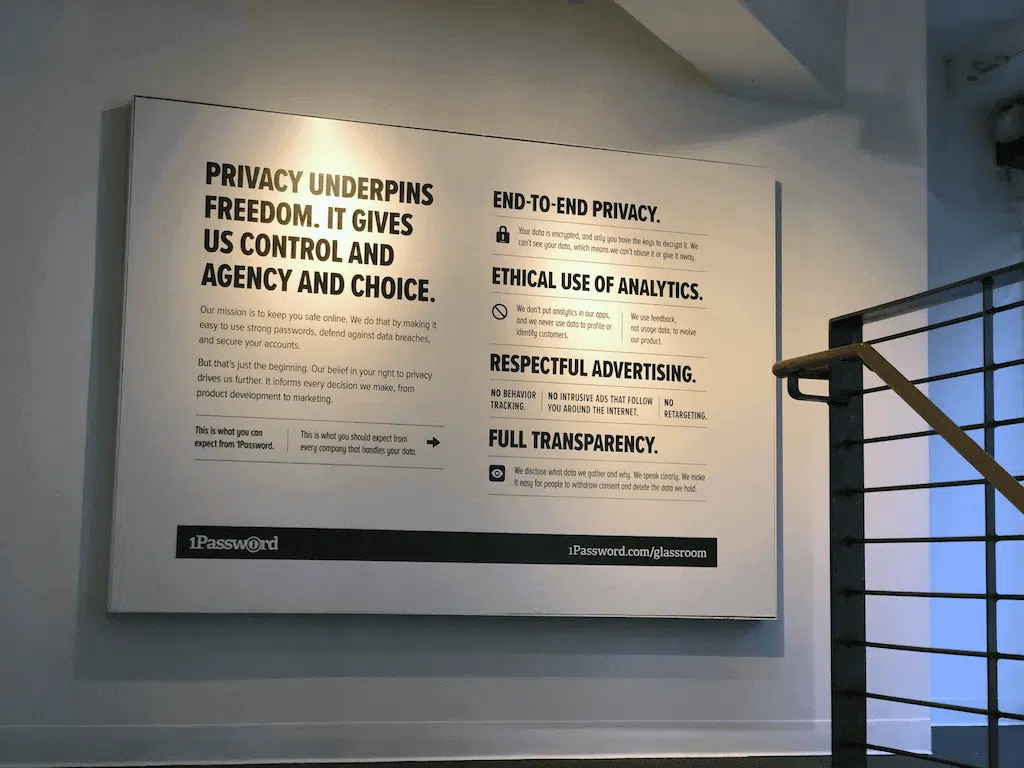 PRIVACY UNDERPINS
FREEDOM. IT GIVES
US CONTROL AND
AGENCY AND CHOICE.
Our mission is to keep you safe online. We do that by making it
easy to use strong passwords, defend against data breaches,
and secure your accounts.
But that's just the beginning. Our belief in your right to privacy
drives us further. It informs every decision we make, from
product development to marketing.
This is what you can
expect from 1Password.
This is what you should expect from
every company that handles your data.
END-TO-END PRIVACY.
Your data is encrypted, and only you have the keys to decrypt it. We
can't see your data, which means we can't abuse it or give it away.
ETHICAL USE OF ANALYTICS.
We don't put analytics in our apps,
and we never use data to profile or
identify customers.
We use feedback,
not usage data, to evolve
our product.
RESPECTFUL ADVERTISING.
NO BEHAVIOR
TRACKING.
NO INTRUSIVE ADS THAT FOLLOW
YOU AROUND THE INTERNET.
NO
RETARGETING.
FULL TRANSPARENCY.
We disclose what data we gather and why. We speak clearly. We make
it easy for people to withdraw consent and delete the data we hold.
1Password
1Password.com/glassroom